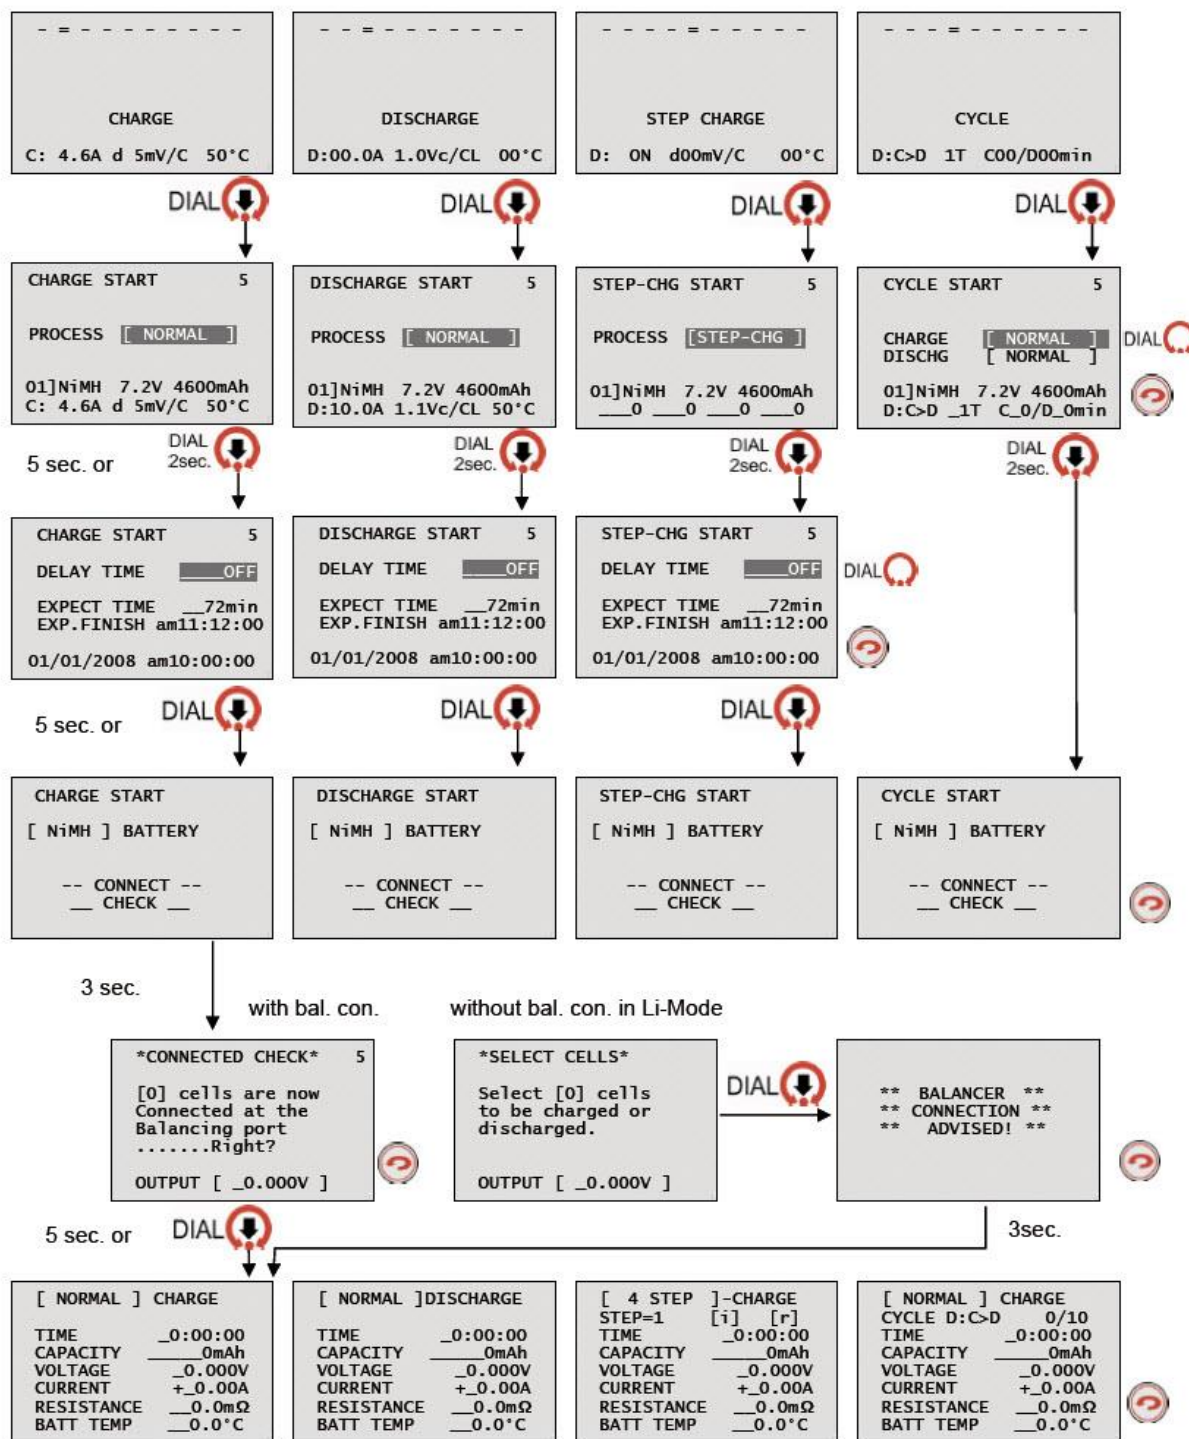 - = - - - - - - - -
CHARGE
C: 4.6A d 5mV/C 50°C
- - = - - - - - - -
DISCHARGE
D:00.0A 1.0Vc/CL 00°C
- - - - = - - - - -
STEP CHARGE
D: ON d00mV/C 00°C
- - - = - - - - - -
CYCLE
D:C>D 1T C00/D00min
DIAL
DIAL
DIAL
DIAL
CHARGE START 5
PROCESS [ NORMAL ]
01]NiMH 7.2V 4600mAh
C: 4.6A d 5mV/C 50°C
DISCHARGE START 5
PROCESS [ NORMAL ]
01]NiMH 7.2V 4600mAh
D:10.0A 1.1Vc/CL 50°C
STEP-CHG START 5
PROCESS [STEP-CHG ]
01]NiMH 7.2V 4600mAh
___0 ___0 ___0 ___0
CYCLE START 5
CHARGE [ NORMAL ]
DISCHG [ NORMAL ]
01]NiMH 7.2V 4600mAh
D:C>D _1T C_0/D_0min
DIAL
5 sec. or
DIAL
2sec.
DIAL
2sec.
DIAL
2sec.
DIAL
2sec.
CHARGE START 5
DELAY TIME ____OFF
EXPECT TIME __72min
EXP.FINISH am11:12:00
01/01/2008 am10:00:00
DISCHARGE START 5
DELAY TIME ____OFF
EXPECT TIME __72min
EXP.FINISH am11:12:00
01/01/2008 am10:00:00
STEP-CHG START 5
DELAY TIME ____OFF
EXPECT TIME __72min
EXP.FINISH am11:12:00
01/01/2008 am10:00:00
DIAL
5 sec. or
DIAL
DIAL
DIAL
CHARGE START
[ NiMH ] BATTERY
-- CONNECT --
__ CHECK __
DISCHARGE START
[ NiMH ] BATTERY
-- CONNECT --
__ CHECK __
STEP-CHG START
[ NiMH ] BATTERY
-- CONNECT --
__ CHECK __
CYCLE START
[ NiMH ] BATTERY
-- CONNECT --
__ CHECK __
3 sec.
with bal. con.
without bal. con. in Li-Mode
*CONNECTED CHECK* 5
[0] cells are now
Connected at the
Balancing port
.......Right?
OUTPUT [ _0.000V ]
*SELECT CELLS*
Select [0] cells
to be charged or
discharged.
OUTPUT [ _0.000V ]
DIAL
** BALANCER **
** CONNECTION **
** ADVISED! **
5 sec. or
DIAL
3sec.
[ NORMAL ] CHARGE
TIME _0:00:00
CAPACITY _____0mAh
VOLTAGE _0.000V
CURRENT +_0.00A
RESISTANCE __0.0mΩ
BATT TEMP __0.0°C
[ NORMAL ]DISCHARGE
TIME _0:00:00
CAPACITY _____0mAh
VOLTAGE _0.000V
CURRENT +_0.00A
RESISTANCE __0.0mΩ
BATT TEMP __0.0°C
[ 4 STEP ]-CHARGE
STEP=1 [i] [r]
TIME _0:00:00
CAPACITY _____0mAh
VOLTAGE _0.000V
CURRENT +_0.00A
RESISTANCE __0.0mΩ
BATT TEMP __0.0°C
[ NORMAL ] CHARGE
CYCLE D:C>D 0/10
TIME _0:00:00
CAPACITY _____0mAh
VOLTAGE _0.000V
CURRENT +_0.00A
RESISTANCE __0.0mΩ
BATT TEMP __0.0°C